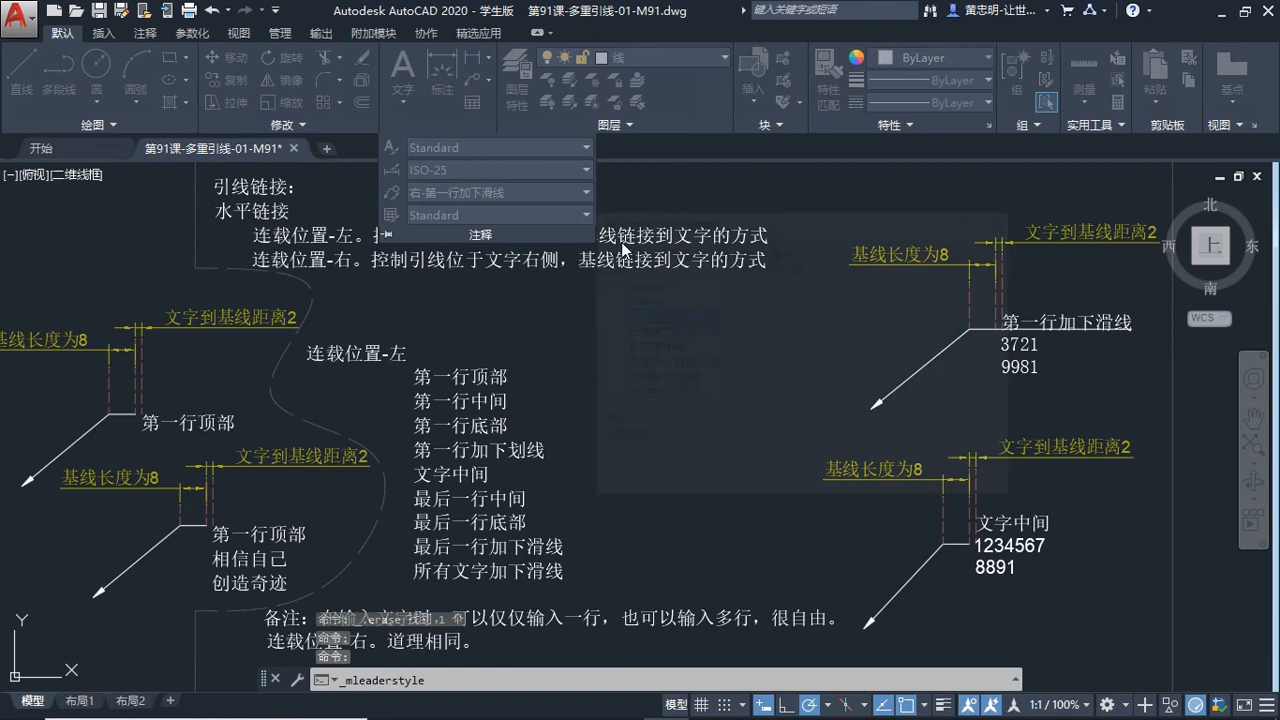 Autodesk AutoCAD 2020 - 学生版 第91课-多重引线-01-M91.dwg
键入关键字或短语
黄忠明-让世...
默认 插入 注释 参数化 视图 管理 输出 附加模块 协作 精选应用
直线 多段线 圆 圆弧
移动 旋转
复制 镜像
拉伸 缩放
文字 标注
图层
特性
线
插入
特性
匹配
ByLayer
ByLayer
ByLayer
组 测量 粘贴 基点
绘图 修改 图层 块 特性 组 实用工具 剪贴板 视图
开始 第91课-多重引线-01-M91*
Standard
ISO-25
右-第一行加下滑线
Standard
注释
[−][俯视][二维线框]
引线链接：
水平链接
连载位置-左。
线链接到文字的方式
连载位置-右。控制引线位于文字右侧，基线链接到文字的方式
北
西 上 东
南
WCS
文字到基线距离2
基线长度为8
第一行加下滑线
3721
9981
文字到基线距离2
基线长度为8
第一行顶部
连载位置-左
第一行顶部
第一行中间
第一行底部
第一行加下划线
文字中间
最后一行中间
最后一行底部
最后一行加下滑线
所有文字加下滑线
文字到基线距离2
基线长度为8
第一行顶部
相信自己
创造奇迹
文字到基线距离2
基线长度为8
文字中间
1234567
8891
备注：
可以仅仅输入一行，也可以输入多行，很自由。
命令: _.erase 找到 1 个
连载位置 右。道理相同。
命令:
命令:
Y
X
_mleaderstyle
模型 布局1 布局2
模型
1:1 / 100%